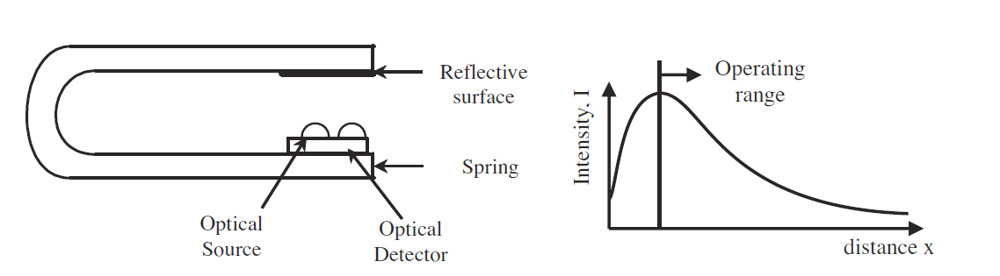 Reflective
surface
Spring
Optical
Source
Optical
Detector
Intensity, I
Operating
range
distance x